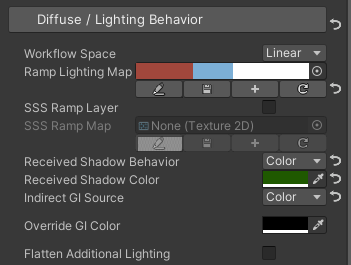 Diffuse / Lighting Behavior
Workflow Space Linear
Ramp Lighting Map
SSS Ramp Layer
SSS Ramp Map None (Texture 2D)
Received Shadow Behavior Color
Received Shadow Color
Indirect GI Source Color
Override GI Color
Flatten Additional Lighting